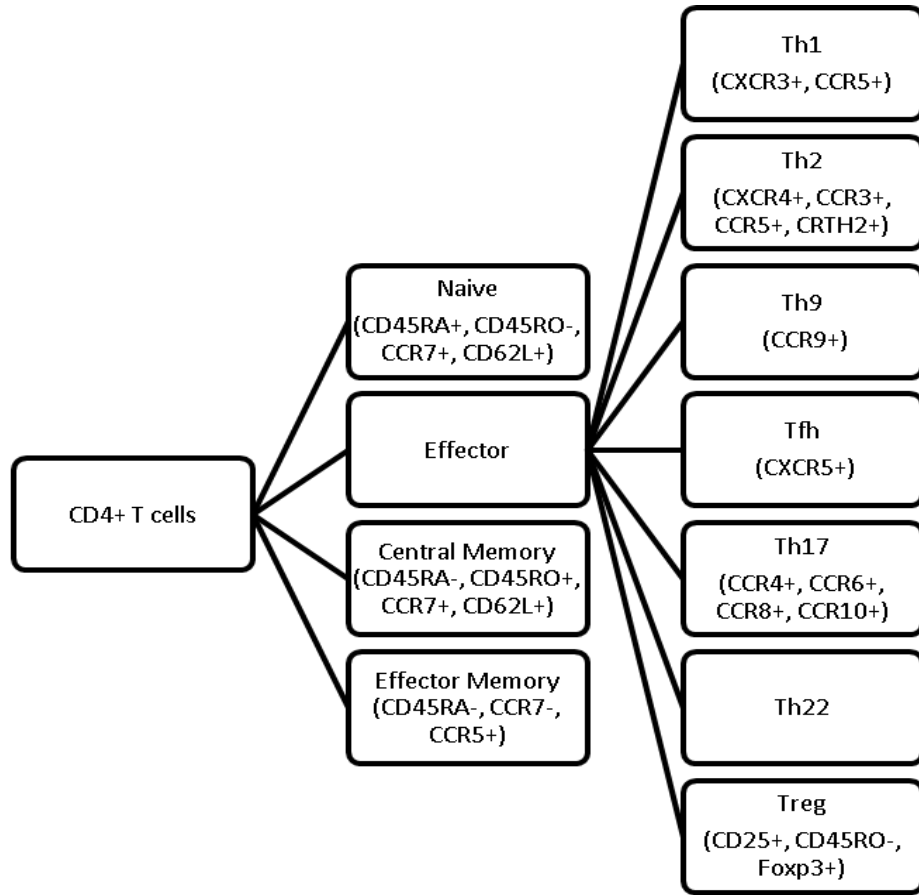 CD4+ T cells
Naive
(CD45RA+, CD45RO-,
CCR7+, CD62L+)
Effector
Central Memory
(CD45RA-, CD45RO+,
CCR7+, CD62L+)
Effector Memory
(CD45RA-, CCR7-,
CCR5+)
Th1
(CXCR3+, CCR5+)
Th2
(CXCR4+, CCR3+,
CCR5+, CRTH2+)
Th9
(CCR9+)
Tfh
(CXCR5+)
Th17
(CCR4+, CCR6+,
CCR8+, CCR10+)
Th22
Treg
(CD25+, CD45RO-,
Foxp3+)